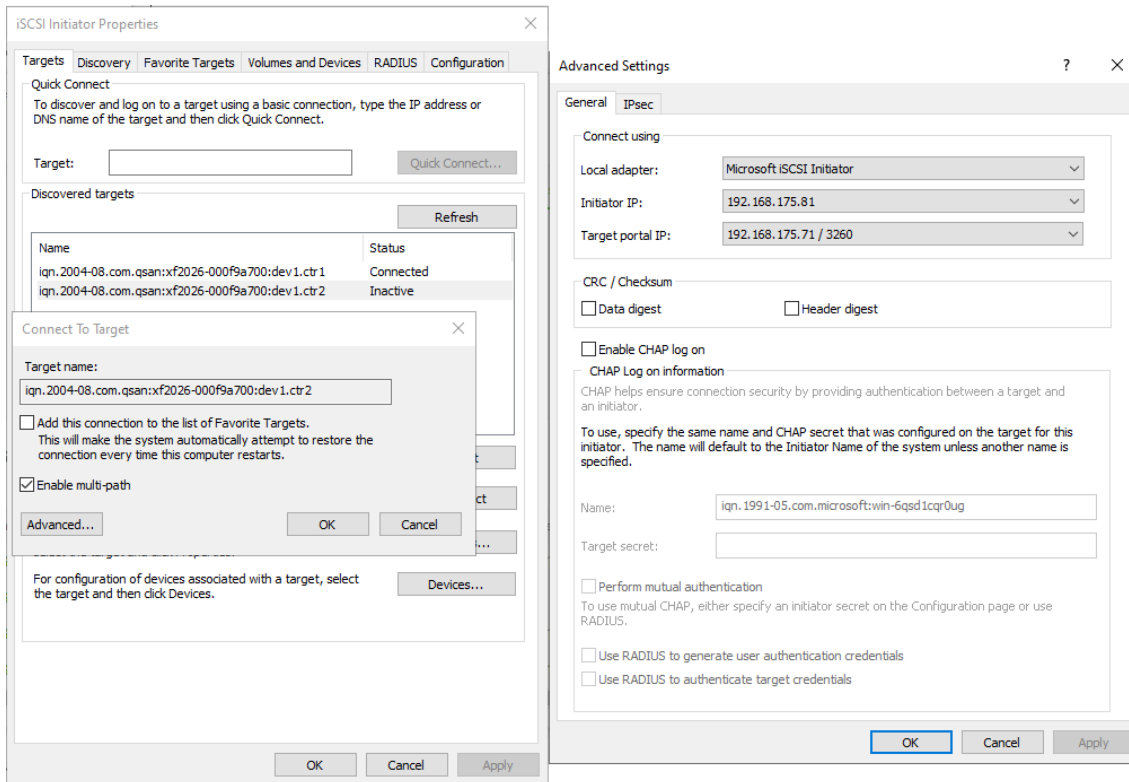 iSCSI Initiator Properties
Targets Discovery Favorite Targets Volumes and Devices RADIUS Configuration
Quick Connect
To discover and log on to a target using a basic connection, type the IP address or
DNS name of the target and then click Quick Connect.
Target:
Quick Connect...
Discovered targets
Refresh
Name Status
iqn.2004-08.com.qsan:xf2026-000f9a700:dev1.ctr1 Connected
iqn.2004-08.com.qsan:xf2026-000f9a700:dev1.ctr2 Inactive
Connect To Target
Target name:
iqn.2004-08.com.qsan:xf2026-000f9a700:dev1.ctr2
Add this connection to the list of Favorite Targets.
This will make the system automatically attempt to restore the
connection every time this computer restarts.
Enable multi-path
Advanced... OK Cancel
For configuration of devices associated with a target, select
the target and then click Devices.
Devices...
OK Cancel Apply
Advanced Settings ?
General IPsec
Connect using
Local adapter: Microsoft iSCSI Initiator
Initiator IP: 192.168.175.81
Target portal IP: 192.168.175.71 / 3260
CRC / Checksum
Data digest Header digest
Enable CHAP log on
CHAP Log on information
CHAP helps ensure connection security by providing authentication between a target and
an initiator.
To use, specify the same name and CHAP secret that was configured on the target for this
initiator. The name will default to the Initiator Name of the system unless another name is
specified.
Name: iqn.1991-05.com.microsoft:win-6qsd1cqr0ug
Target secret:
Perform mutual authentication
To use mutual CHAP, either specify an initiator secret on the Configuration page or use
RADIUS.
Use RADIUS to generate user authentication credentials
Use RADIUS to authenticate target credentials
OK Cancel Apply